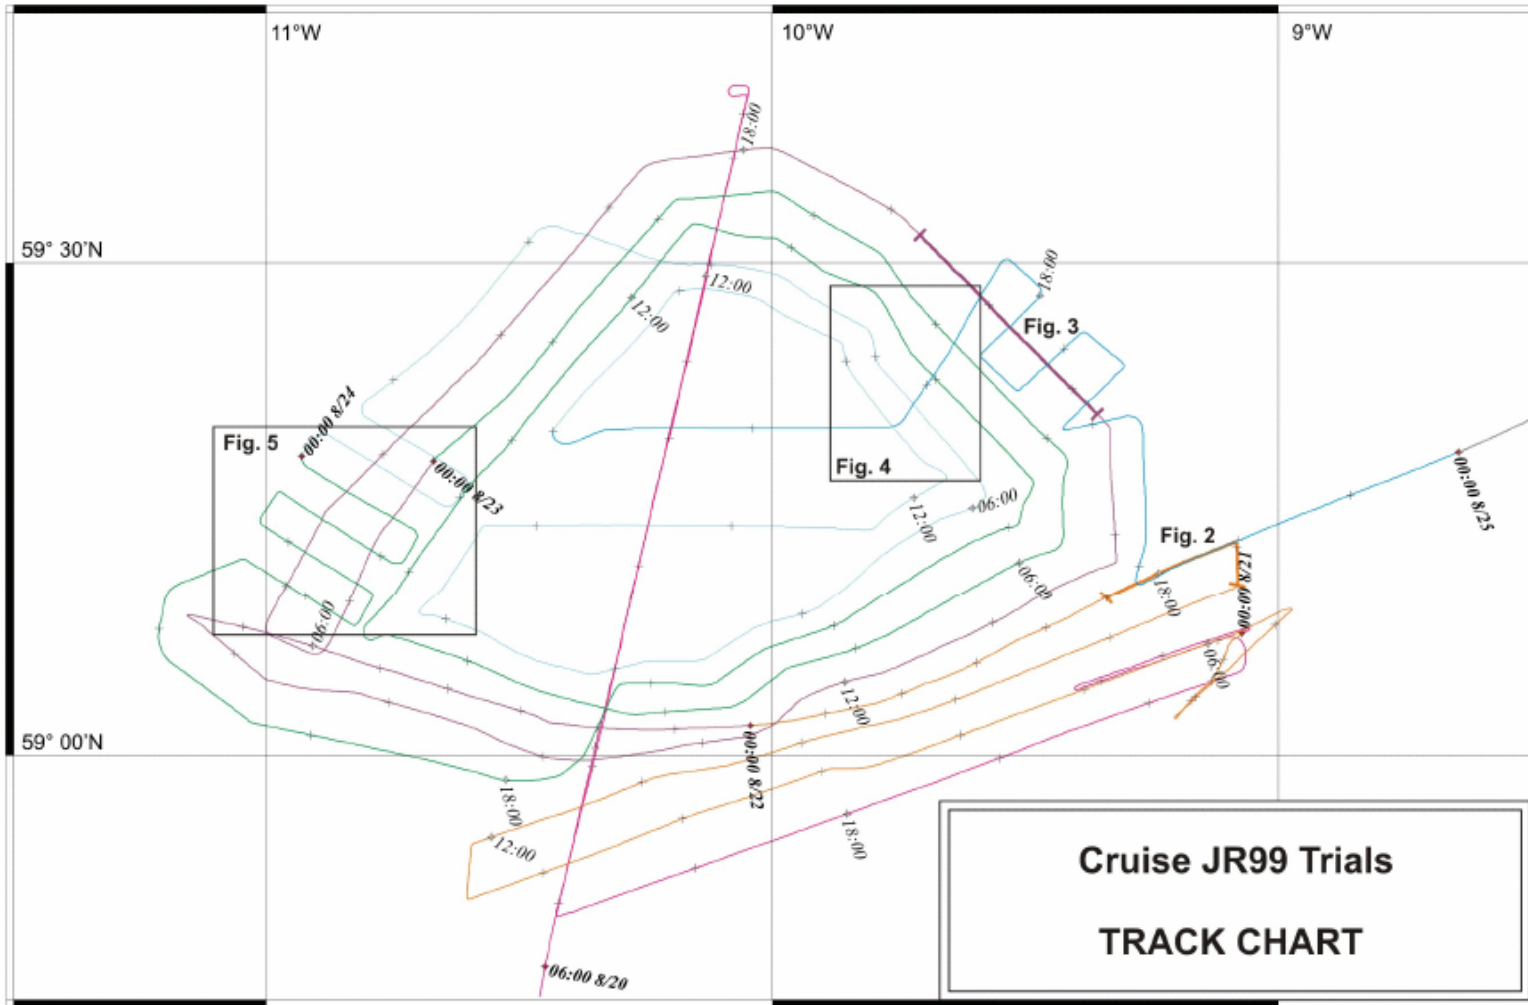 11°W
10°W
9°W
18:00
59° 30'N
18:00
12:00
12:00
Fig. 3
00:00 8/24
Fig. 5
Fig. 4
00:00 8/23
06:00
12:00
00:00 8/25
Fig. 2
06:00
18:00
00:00 8/21
06:00
06:00
12:00
59° 00'N
00:00 8/22
18:00
12:00
18:00
Cruise JR99 Trials
TRACK CHART
06:00 8/20